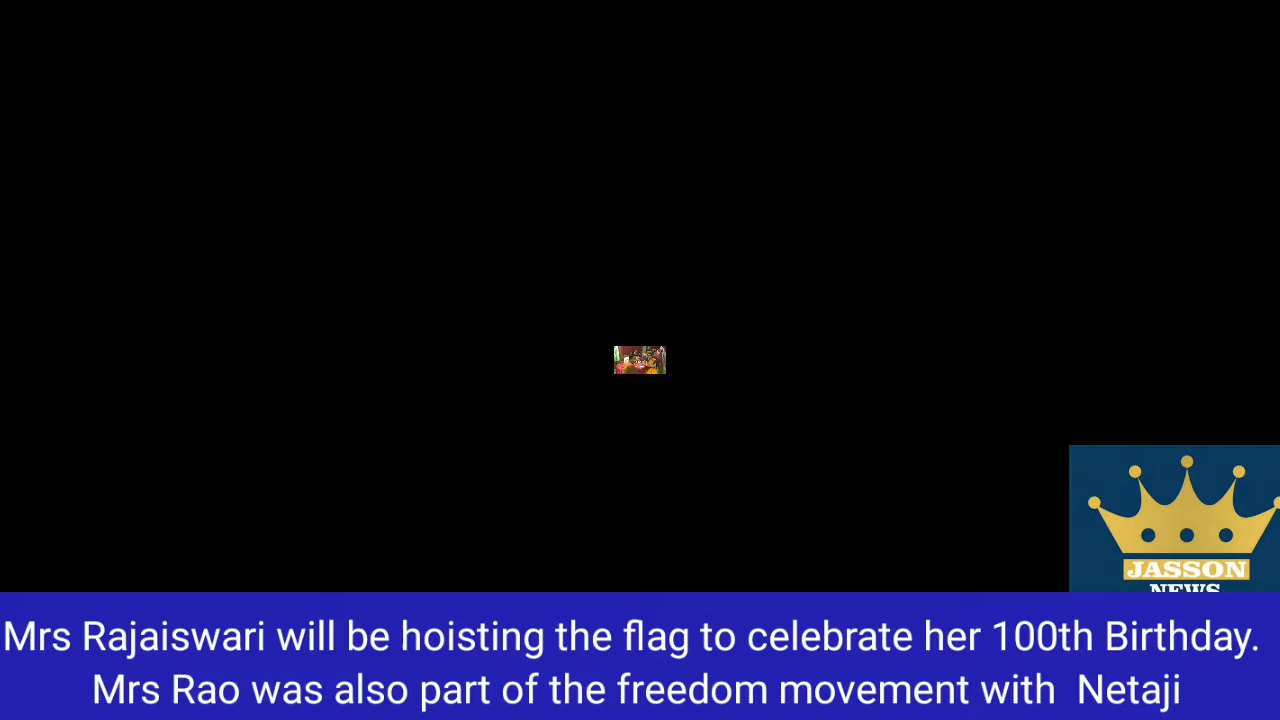 JASSON
NEWS
Mrs Rajaiswari will be hoisting the flag to celebrate her 100th Birthday.
Mrs Rao was also part of the freedom movement with  Netaji